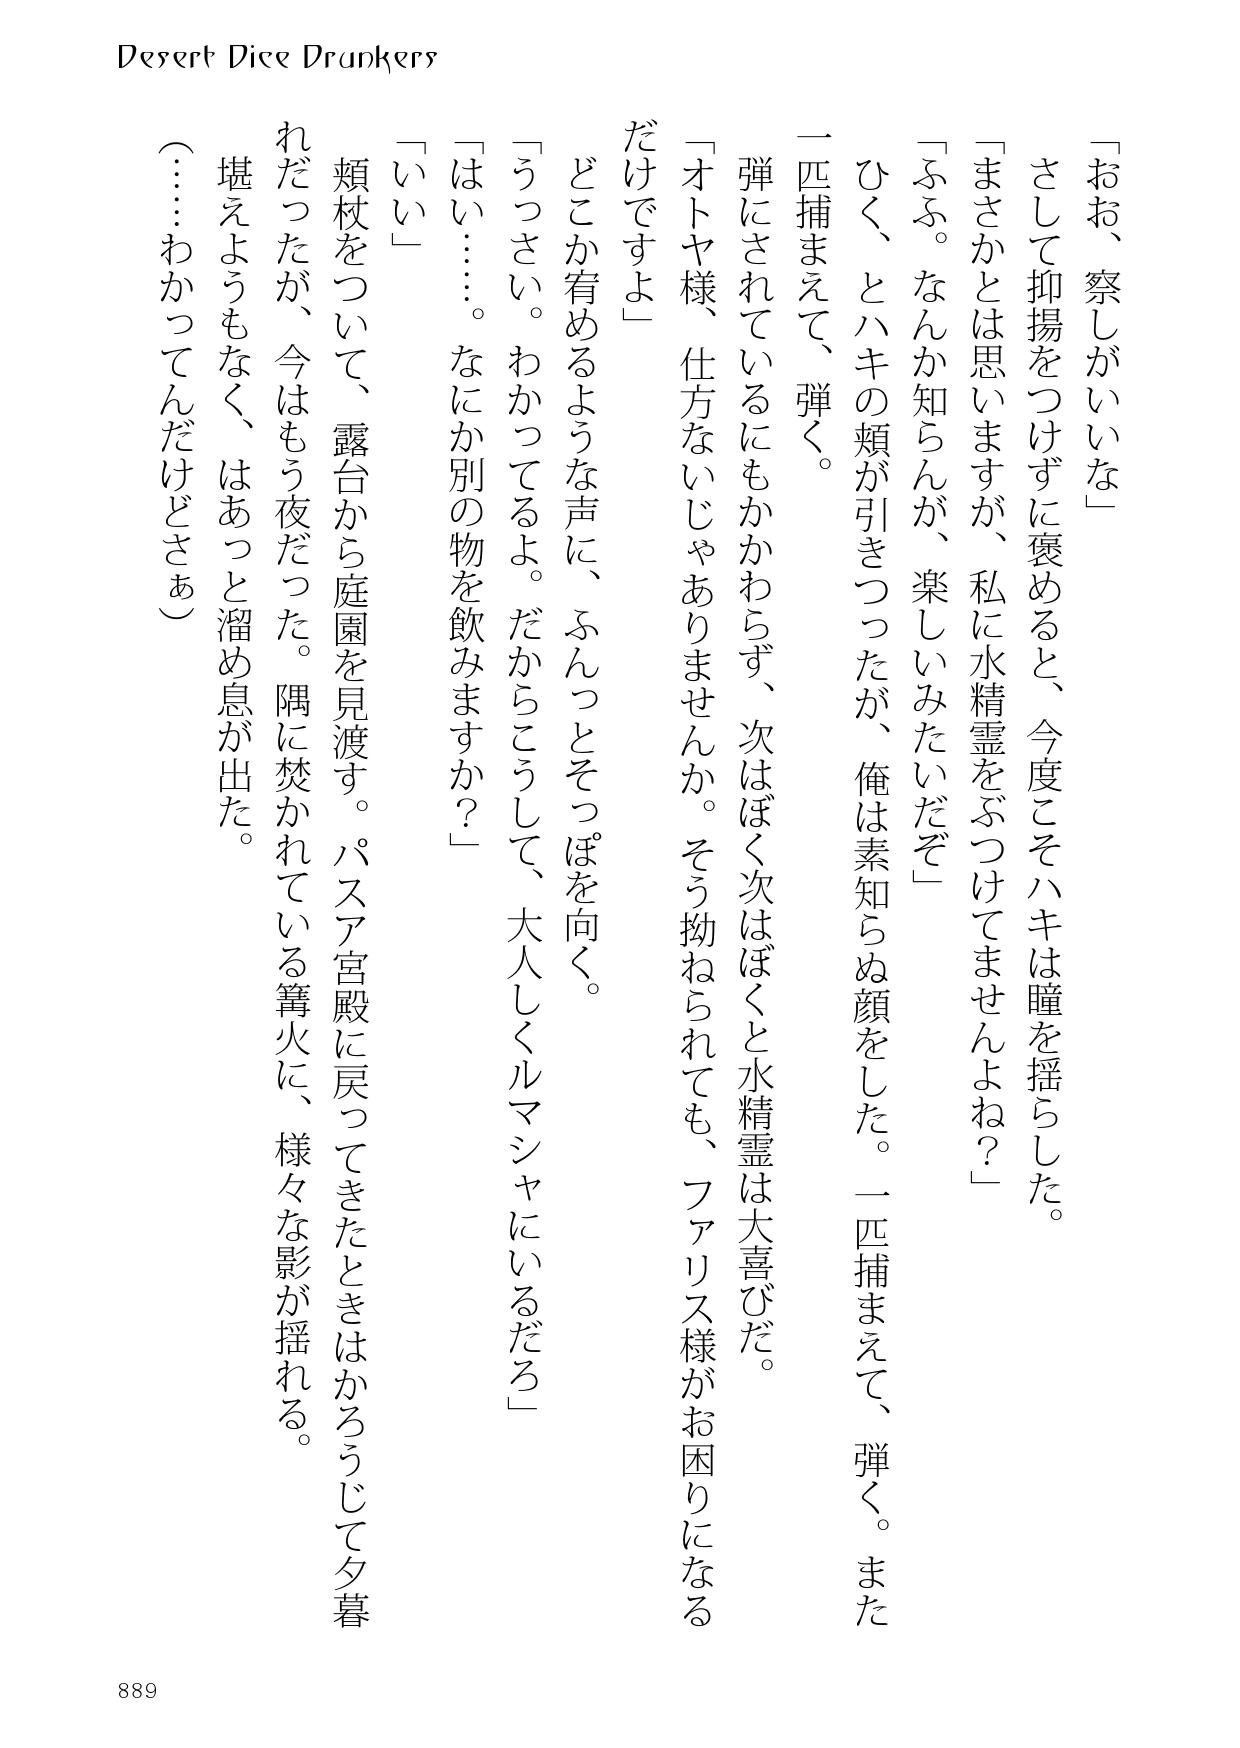 Desert Dice Drunkers
「おお、察しがいいな」
さして抑揚をつけずに褒めると、今度こそハキは瞳を揺らした。
「まさかとは思いますが、私に水精霊をぶつけてませんよね？」
「ふふ。なんか知らんが、楽しいみたいだぞ」
ひく、とハキの頬が引きつったが、俺は素知らぬ顔をした。一匹捕まえて、弾く。また
一匹捕まえて、弾く。
弾にされているにもかかわらず、次はぼく次はぼくと水精霊は大喜びだ。
「オトヤ様、仕方ないじゃありませんか。そう拗ねられても、ファリス様がお困りになる
だけですよ」
どこか宥めるような声に、ふんっとそっぽを向く。
「うっさい。わかってるよ。だからこうして、大人しくルマシャにいるだろ」
「はい……。なにか別の物を飲みますか？」
「いい」
頬杖をついて、露台から庭園を見渡す。パスア宮殿に戻ってきたときはかろうじて夕暮
れだったが、今はもう夜だった。隅に焚かれている篝火に、様々な影が揺れる。
堪えようもなく、はあっと溜め息が出た。
（……わかってんだけどさぁ）
889